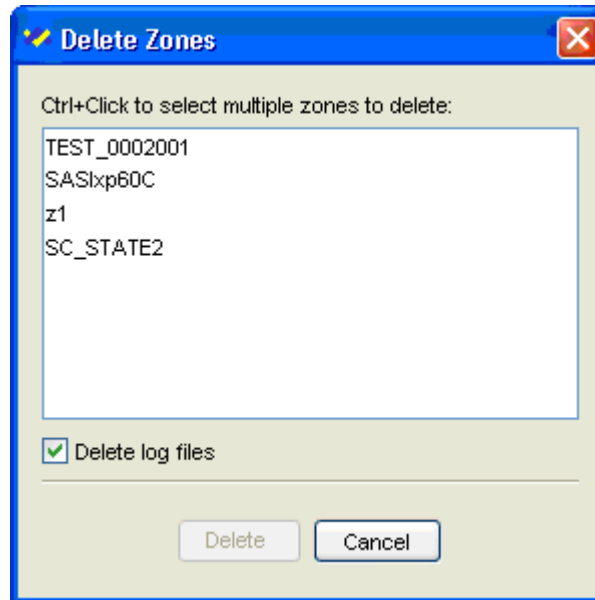 Delete Zones
Ctrl+Click to select multiple zones to delete:
TEST_0002001
SASIxp60C
z1
SC_STATE2
Delete log files
Delete
Cancel